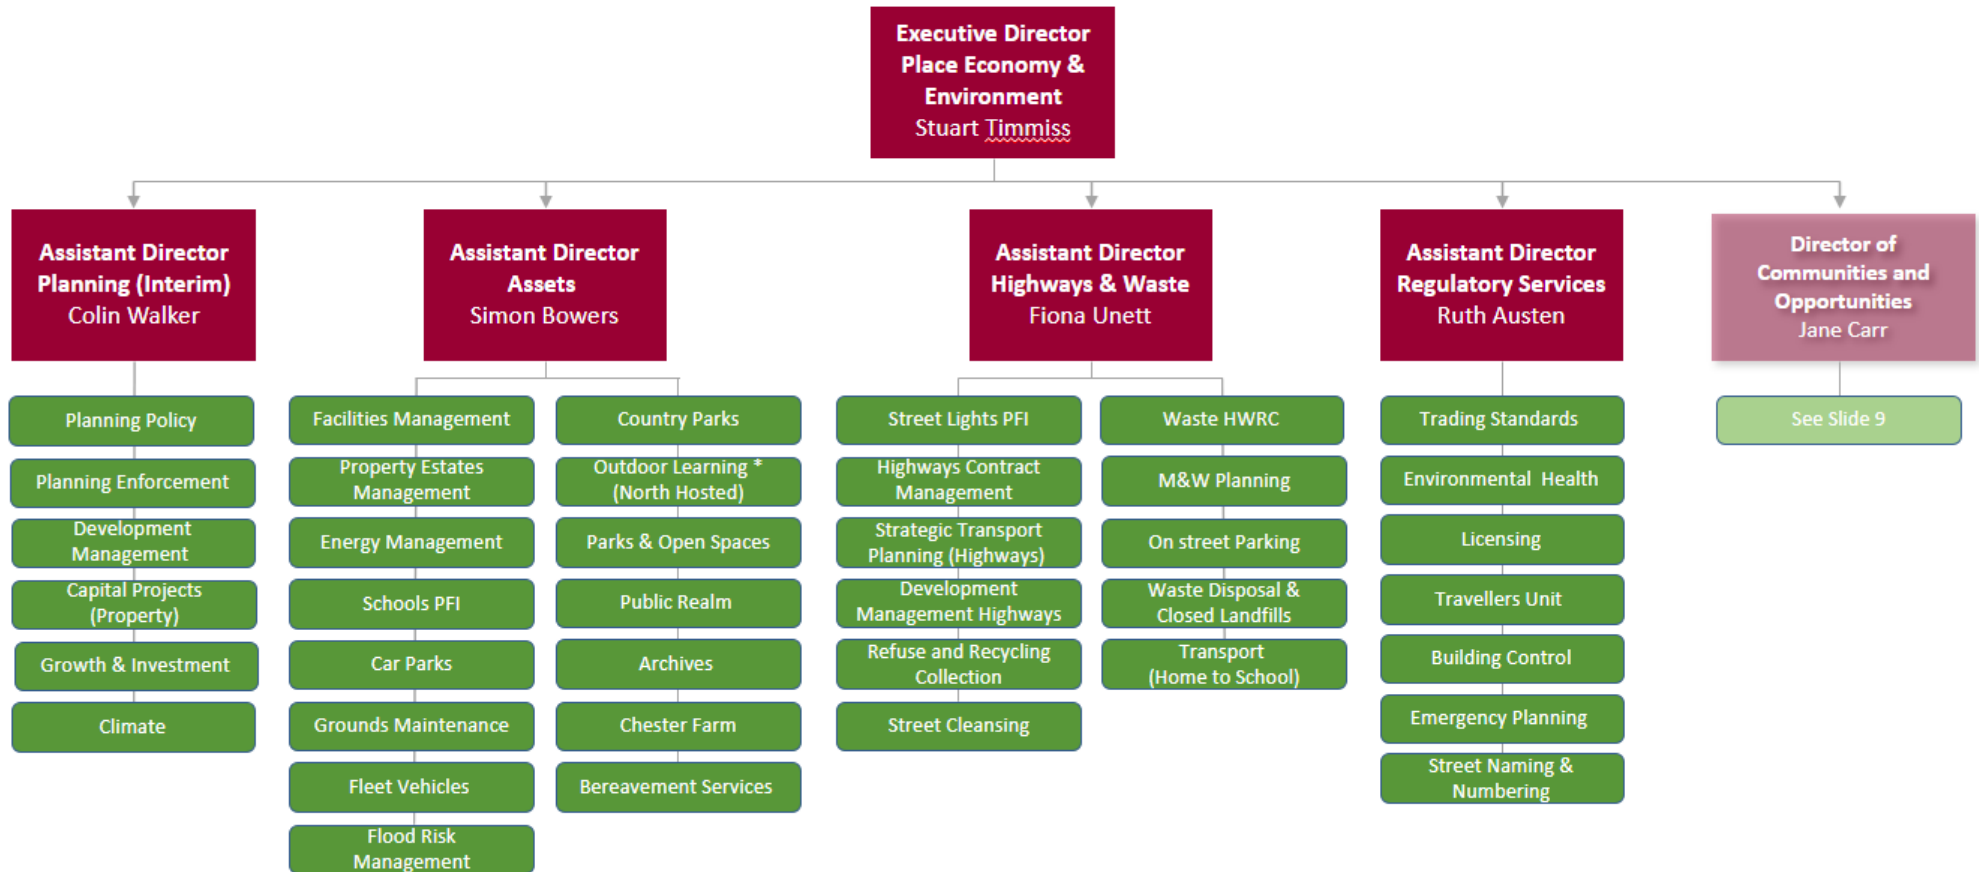 Executive Director
Place Economy &
Environment
Stuart Timmiss
Assistant Director
Planning (Interim)
Colin Walker
Planning Policy
Planning Enforcement
Development
Management
Capital Projects
(Property)
Growth & Investment
Climate
Assistant Director
Assets
Simon Bowers
Facilities Management
Property Estates
Management
Energy Management
Schools PFI
Car Parks
Grounds Maintenance
Fleet Vehicles
Flood Risk
Management
Country Parks
Outdoor Learning *
(North Hosted)
Parks & Open Spaces
Public Realm
Archives
Chester Farm
Bereavement Services
Assistant Director
Highways & Waste
Fiona Unett
Street Lights PFI
Highways Contract
Management
Strategic Transport
Planning (Highways)
Development
Management Highways
Refuse and Recycling
Collection
Street Cleansing
Waste HWRC
M&W Planning
On street Parking
Waste Disposal &
Closed Landfills
Transport
(Home to School)
Assistant Director
Regulatory Services
Ruth Austen
Trading Standards
Environmental  Health
Licensing
Travellers Unit
Building Control
Emergency Planning
Street Naming &
Numbering
Director of
Communities and
Opportunities
Jane Carr
See Slide 9